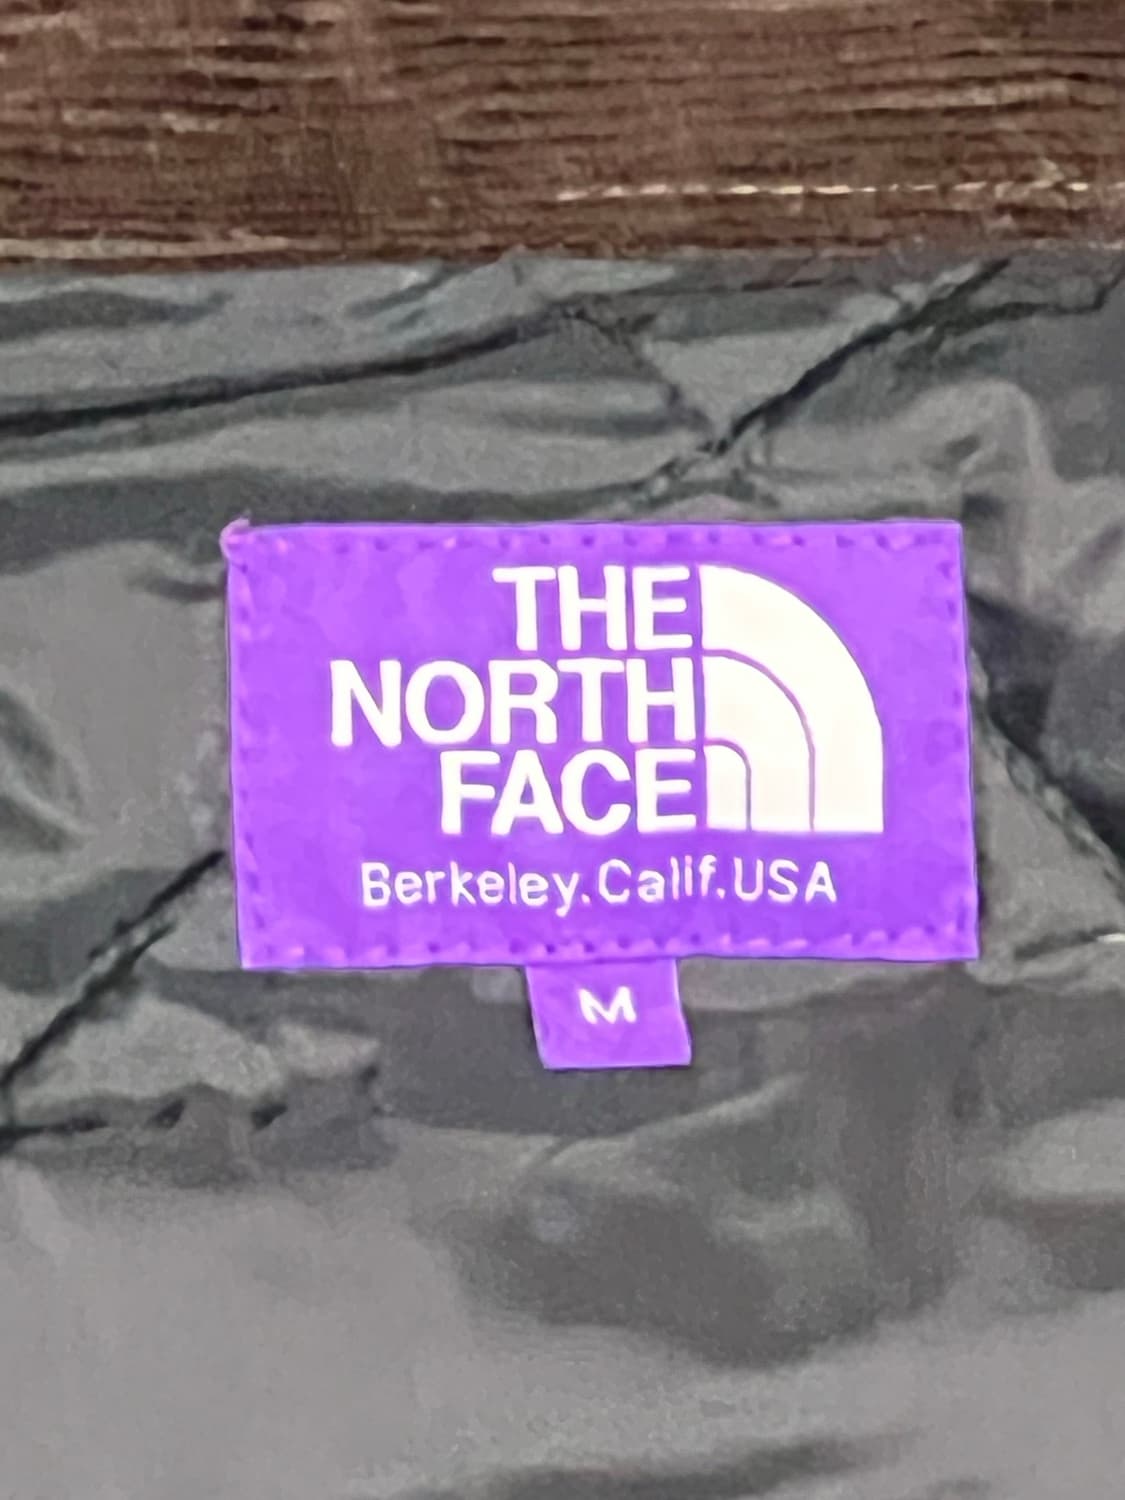 THE
NORTH
FACE
Berkeley.Calif.USA
M